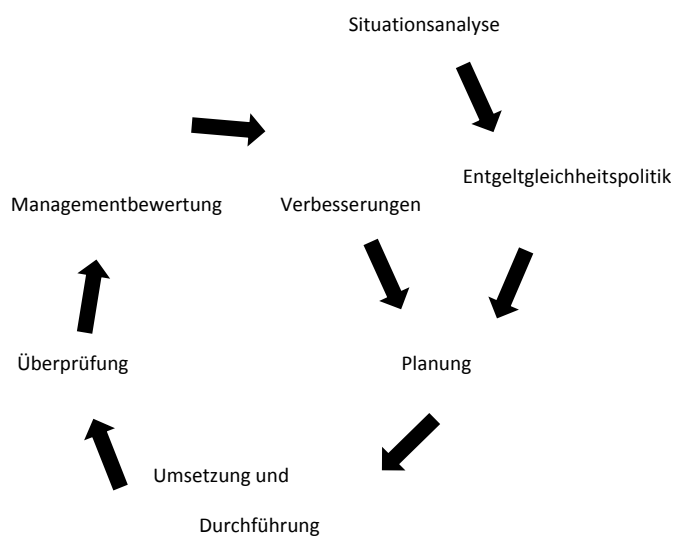 Situationsanalyse
Entgeltgleichheitspolitik
Managementbewertung
Verbesserungen
Überprüfung
Planung
Umsetzung und
Durchführung